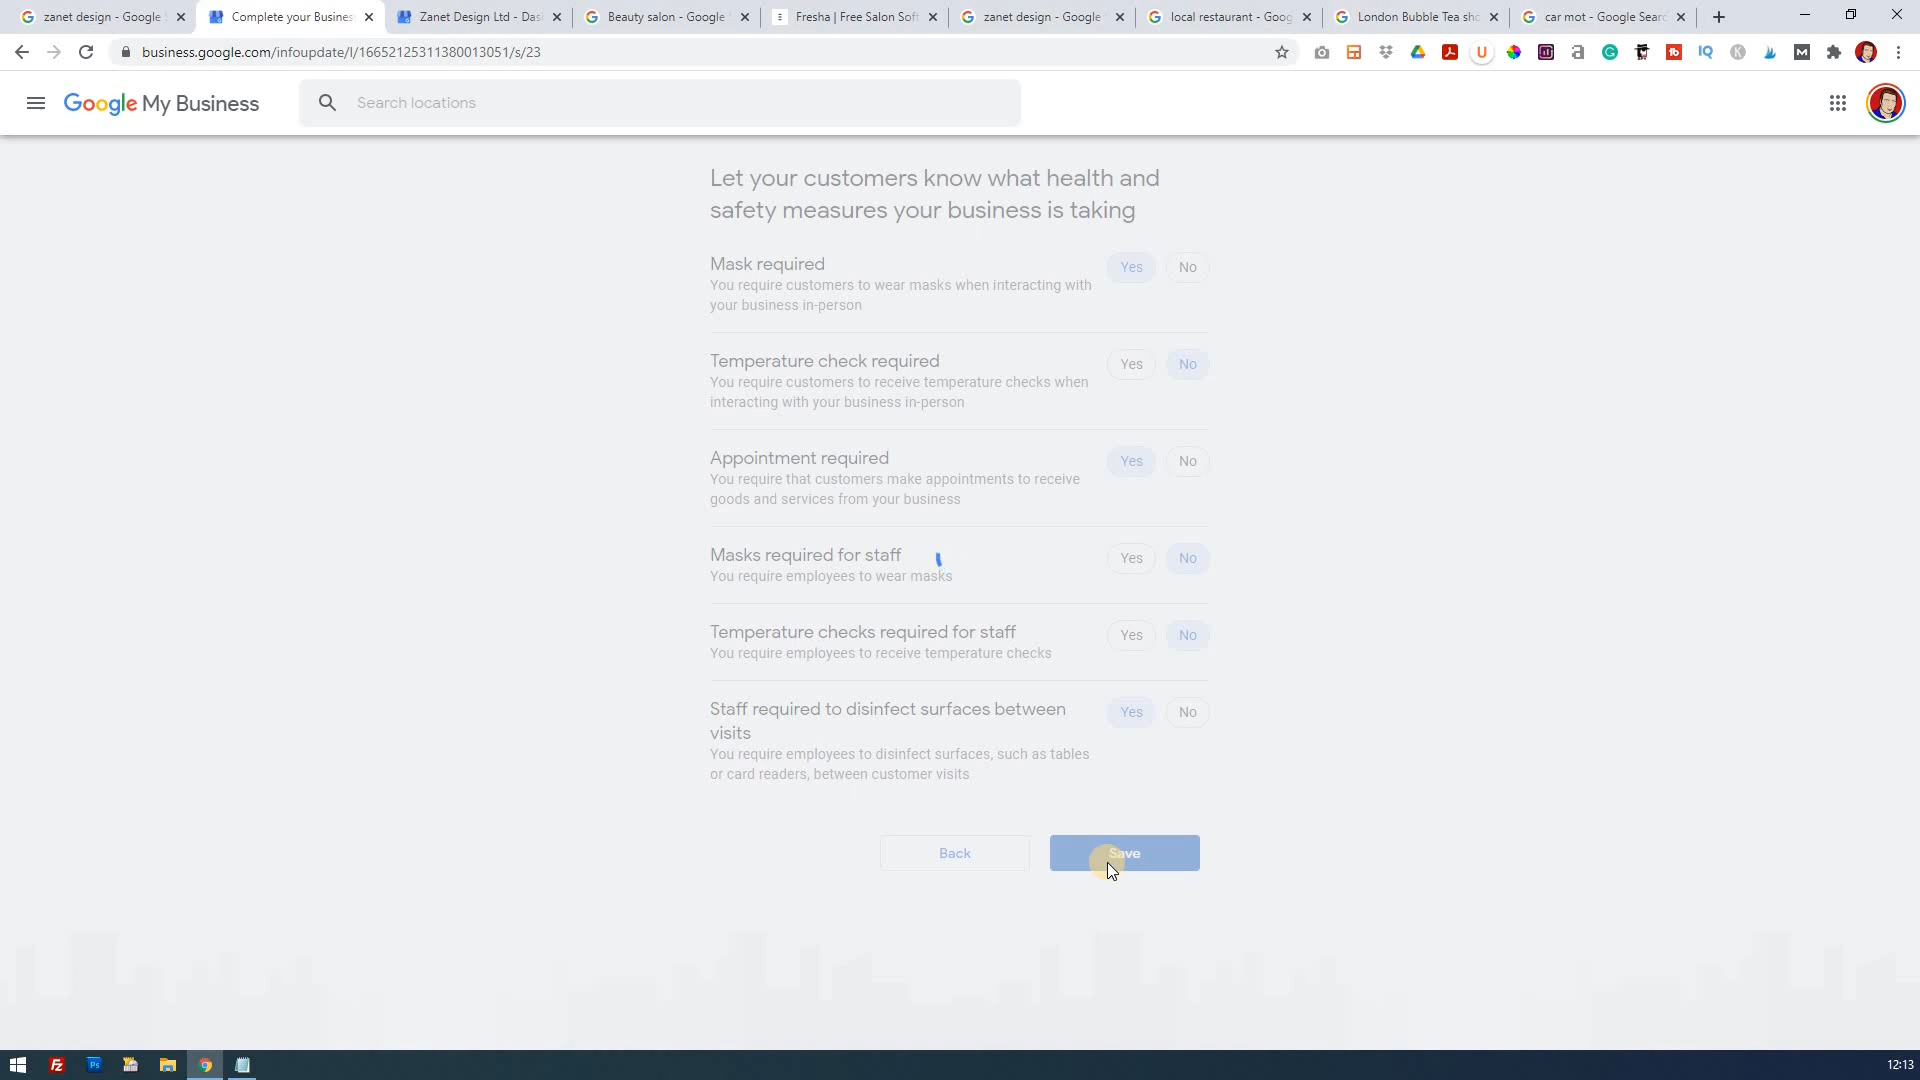 zanet design - Google
Complete your Busines
Zanet Design Ltd - Das
Beauty salon - Google
Fresha | Free Salon Soft
zanet design - Google
local restaurant - Goog
London Bubble Tea sho
car mot - Google Searc
business.google.com/infoupdate/l/16652125311380013051/s/23
Google My Business
Search locations
Let your customers know what health and
safety measures your business is taking
Mask required
Yes No
You require customers to wear masks when interacting with
your business in-person
Temperature check required
Yes No
You require customers to receive temperature checks when
interacting with your business in-person
Appointment required
Yes No
You require that customers make appointments to receive
goods and services from your business
Masks required for staff
Yes No
You require employees to wear masks
Temperature checks required for staff
Yes No
You require employees to receive temperature checks
Staff required to disinfect surfaces between
visits
Yes No
You require employees to disinfect surfaces, such as tables
or card readers, between customer visits
Back Save
12:13